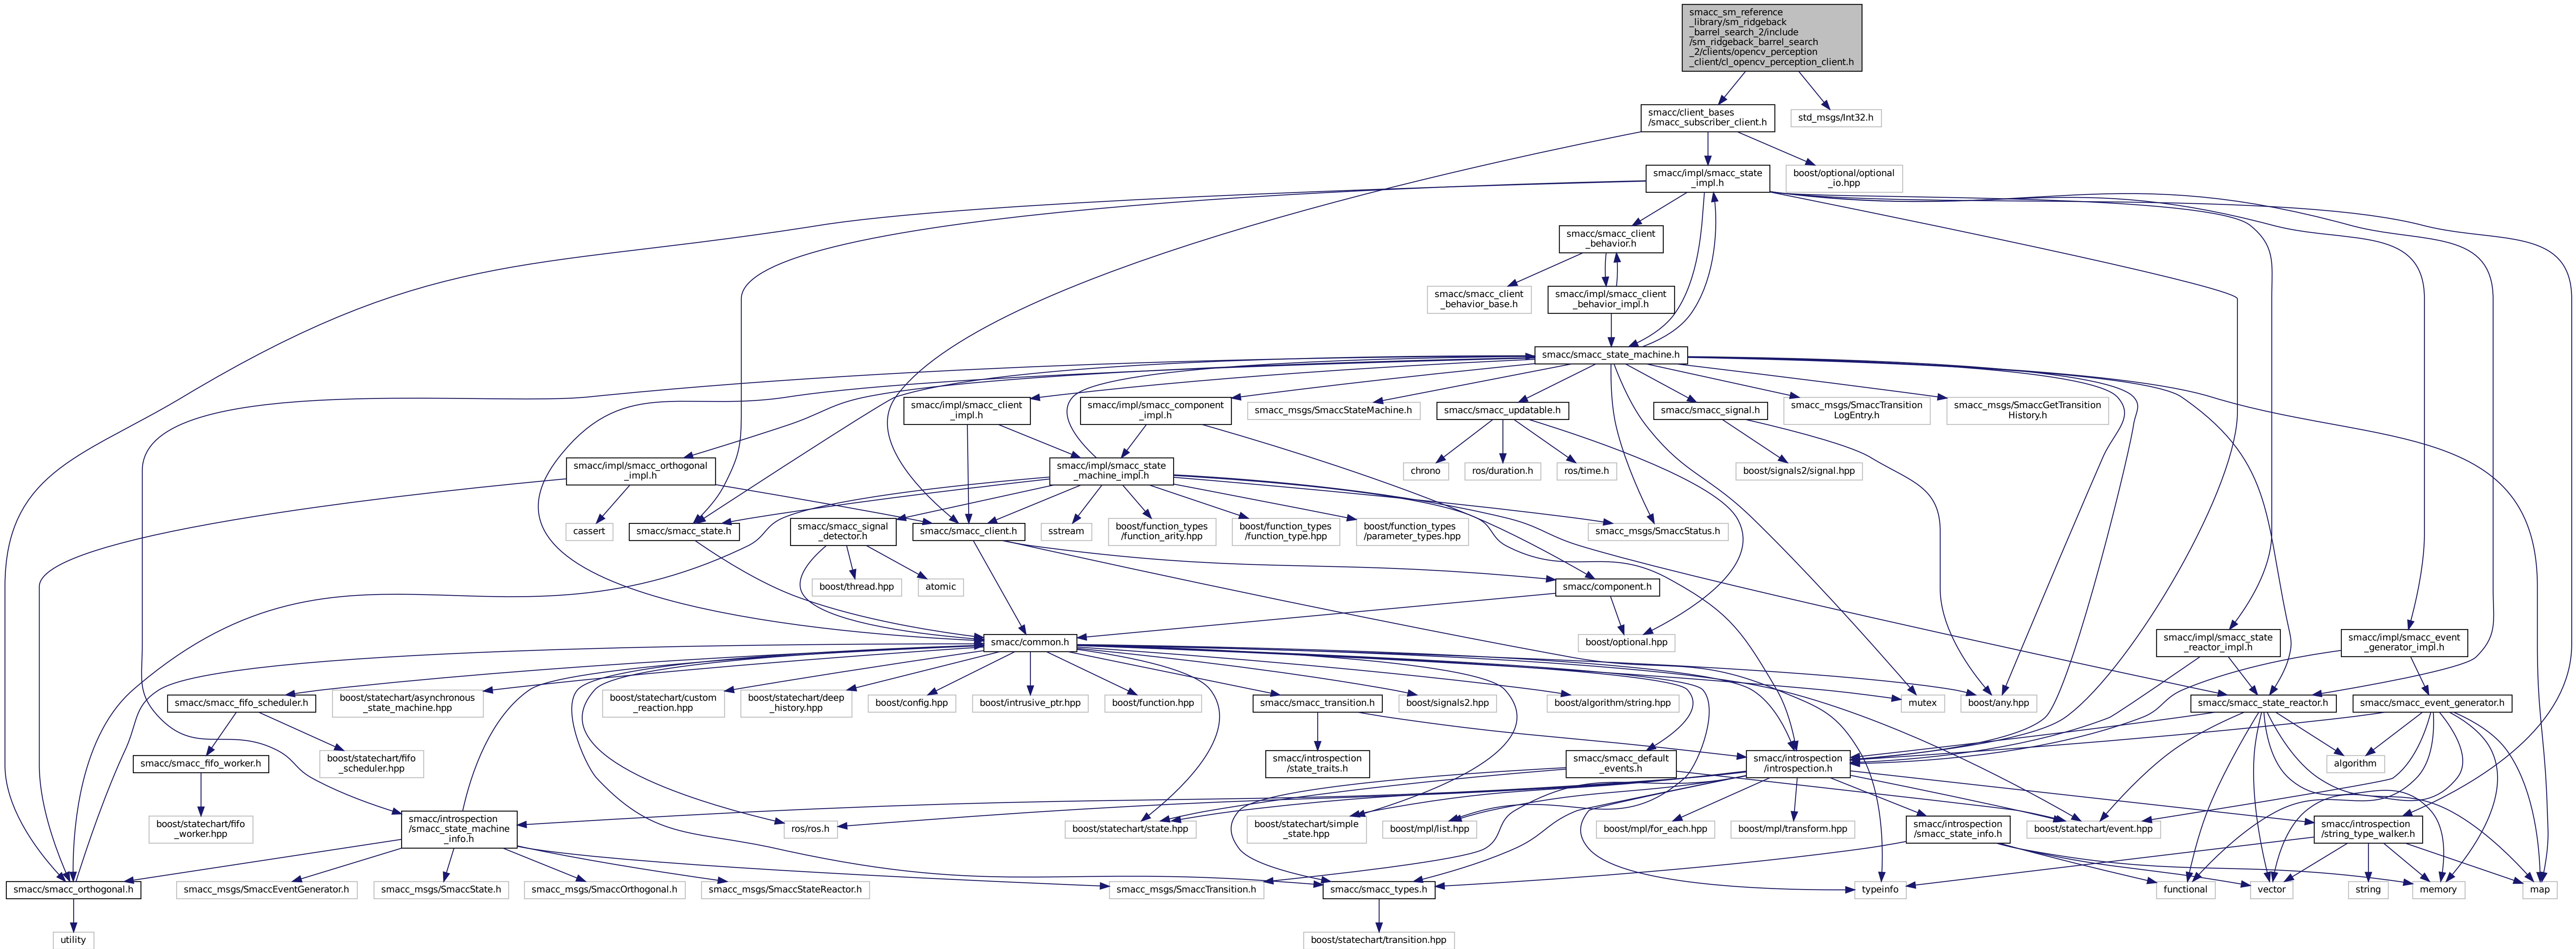 smacc_sm_reference
_library/sm_ridgeback
_barrel_search_2/include
/sm_ridgeback_barrel_search
_2/clients/opencv_perception
_client/cl_opencv_perception_client.h
smacc/client_bases
/smacc_subscriber_client.h
std_msgs/Int32.h
smacc/impl/smacc_state
_impl.h
boost/optional/optional
_io.hpp
smacc/smacc_client
_behavior.h
smacc/smacc_client
_behavior_base.h
smacc/impl/smacc_client
_behavior_impl.h
smacc/smacc_state_machine.h
smacc/impl/smacc_client
_impl.h
smacc/impl/smacc_component
_impl.h
smacc_msgs/SmaccStateMachine.h
smacc/smacc_updatable.h
smacc/smacc_signal.h
smacc_msgs/SmaccTransition
LogEntry.h
smacc_msgs/SmaccGetTransition
History.h
smacc/impl/smacc_orthogonal
_impl.h
smacc/impl/smacc_state
_machine_impl.h
chrono
ros/duration.h
ros/time.h
boost/signals2/signal.hpp
cassert
smacc/smacc_state.h
smacc/smacc_signal
_detector.h
smacc/smacc_client.h
sstream
boost/function_types
/function_arity.hpp
boost/function_types
/function_type.hpp
boost/function_types
/parameter_types.hpp
smacc_msgs/SmaccStatus.h
boost/thread.hpp
atomic
smacc/component.h
smacc/common.h
boost/optional.hpp
smacc/impl/smacc_state
_reactor_impl.h
smacc/impl/smacc_event
_generator_impl.h
smacc/smacc_fifo_scheduler.h
boost/statechart/asynchronous
_state_machine.hpp
boost/statechart/custom
_reaction.hpp
boost/statechart/deep
_history.hpp
boost/config.hpp
boost/intrusive_ptr.hpp
boost/function.hpp
smacc/smacc_transition.h
boost/signals2.hpp
boost/algorithm/string.hpp
mutex
boost/any.hpp
smacc/smacc_state_reactor.h
smacc/smacc_event_generator.h
smacc/smacc_fifo_worker.h
boost/statechart/fifo
_scheduler.hpp
smacc/introspection
/state_traits.h
smacc/smacc_default
_events.h
smacc/introspection
/introspection.h
algorithm
boost/statechart/fifo
_worker.hpp
smacc/introspection
/smacc_state_machine
_info.h
ros/ros.h
boost/statechart/state.hpp
boost/statechart/simple
_state.hpp
boost/mpl/list.hpp
boost/mpl/for_each.hpp
boost/mpl/transform.hpp
smacc/introspection
/smacc_state_info.h
boost/statechart/event.hpp
smacc/introspection
/string_type_walker.h
smacc/smacc_orthogonal.h
smacc_msgs/SmaccEventGenerator.h
smacc_msgs/SmaccState.h
smacc_msgs/SmaccOrthogonal.h
smacc_msgs/SmaccStateReactor.h
smacc_msgs/SmaccTransition.h
smacc/smacc_types.h
typeinfo
functional
vector
string
memory
map
utility
boost/statechart/transition.hpp